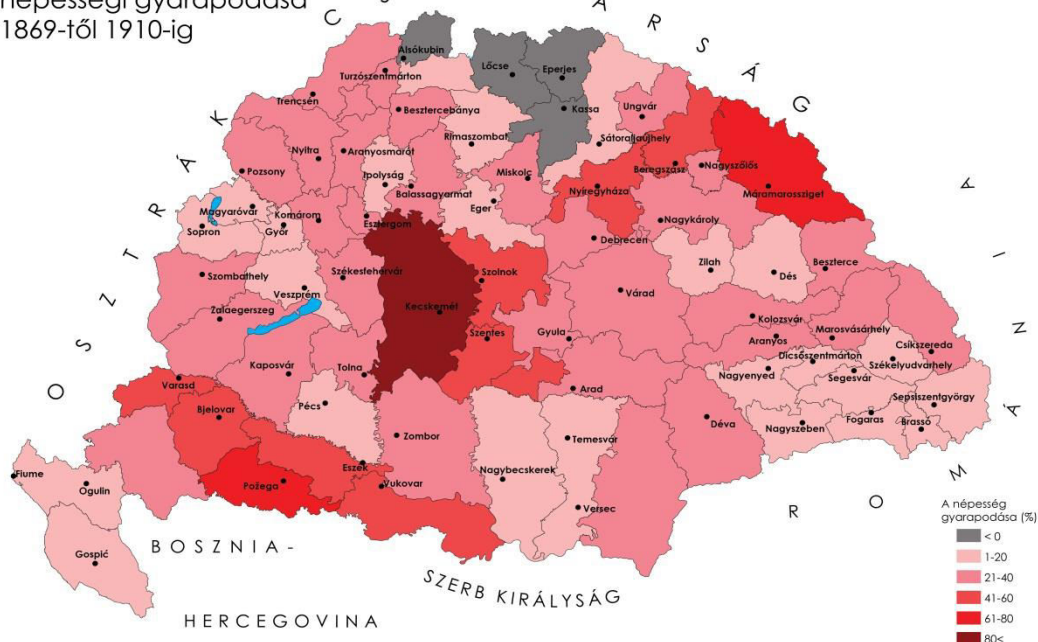 népességi gyarapodása
1869-től 1910-ig
OSZTRÁK
C
ÁRSÁG
ROMÁNIA
BOSZNIA-
HERCEGOVINA
SZERB KIRÁLYSÁG
Alsókubin
Lőcse
Eperjes
Turzószentmárton
Trencsén
Besztercebánya
Kassa
Ungvár
Rimaszombat
Sátoraljaújhely
Nyitra
Aranyosmarót
Pozsony
Ipolyság
Balassagyarmat
Miskolc
Beregszász
Nagyszőlős
Nyíregyháza
Máramarossziget
Magyaróvár
Komárom
Esztergom
Eger
Sopron
Győr
Nagykároly
Debrecen
Szombathely
Veszprém
Székesfehérvár
Szolnok
Zilah
Dés
Beszterce
Zalaegerszeg
Kecskemét
Várad
Kolozsvár
Szentes
Gyula
Aranyos
Marosvásárhely
Csíkszereda
Dicsőszentmárton
Székelyudvarhely
Kaposvár
Tolna
Nagyenyed
Segesvár
Varasd
Arad
Sepsiszentgyörgy
Pécs
Bjelovar
Déva
Fogaras
Nagyszeben
Brassó
Zombor
Temesvár
Eszék
Nagybecskerek
Vukovar
Požega
Versec
Fiume
Ogulin
Gospić
A népesség
gyarapodása (%)
< 0
1-20
21-40
41-60
61-80
80<